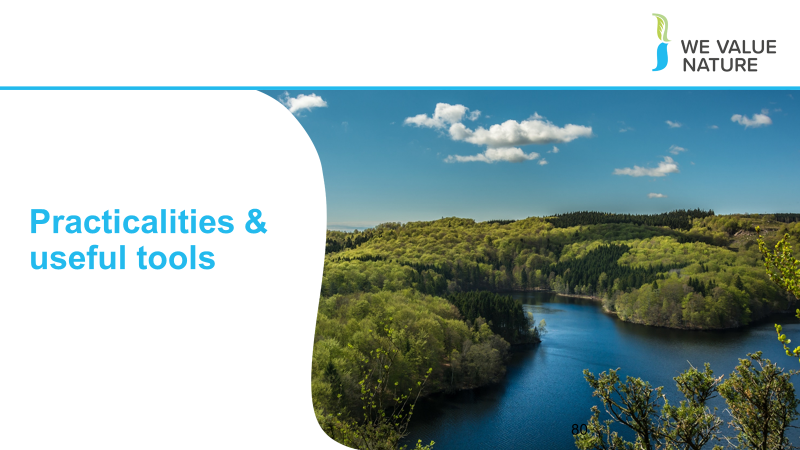 WE VALUE
NATURE
Practicalities &
useful tools
80